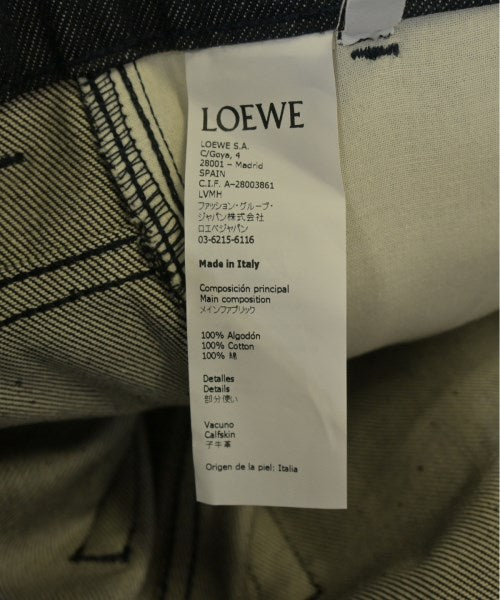 LOEWE
LOEWE S.A.
C/Goya, 4
28001 - Madrid
SPAIN
C.I.F. A-28003861
LVMH
ファッション・グループ・
ジャパン株式会社
ロエベジャパン
03-6215-6116
Made in Italy
Composición principal
Main composition
メインファブリック
100% Algodón
100% Cotton
100% 綿
Detalles
Details
部分使い
Vacuno
Calfskin
子牛革
Origen de la piel: Italia